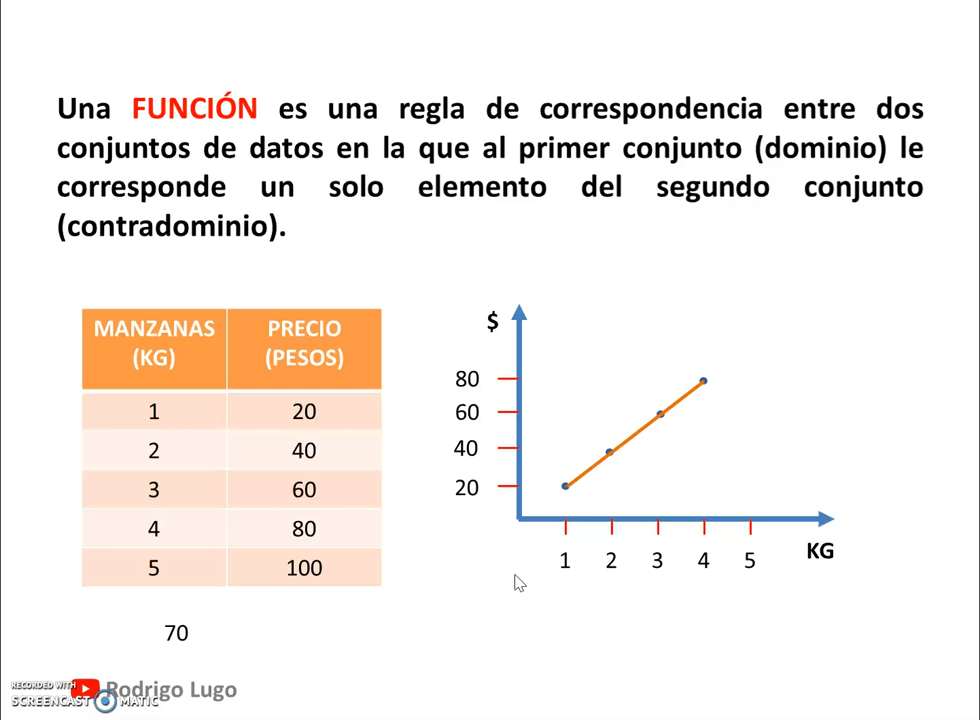 Una FUNCIÓN es una regla de correspondencia entre dos
conjuntos de datos en la que al primer conjunto (dominio) le
corresponde un solo elemento del segundo conjunto
(contradominio).
MANZANAS (KG) PRECIO (PESOS)
1 20
2 40
3 60
4 80
5 100
70
$
80
60
40
20
1 2 3 4 5
KG
RECORDED WITH
SCREENCAST MATIC
Rodrigo Lugo